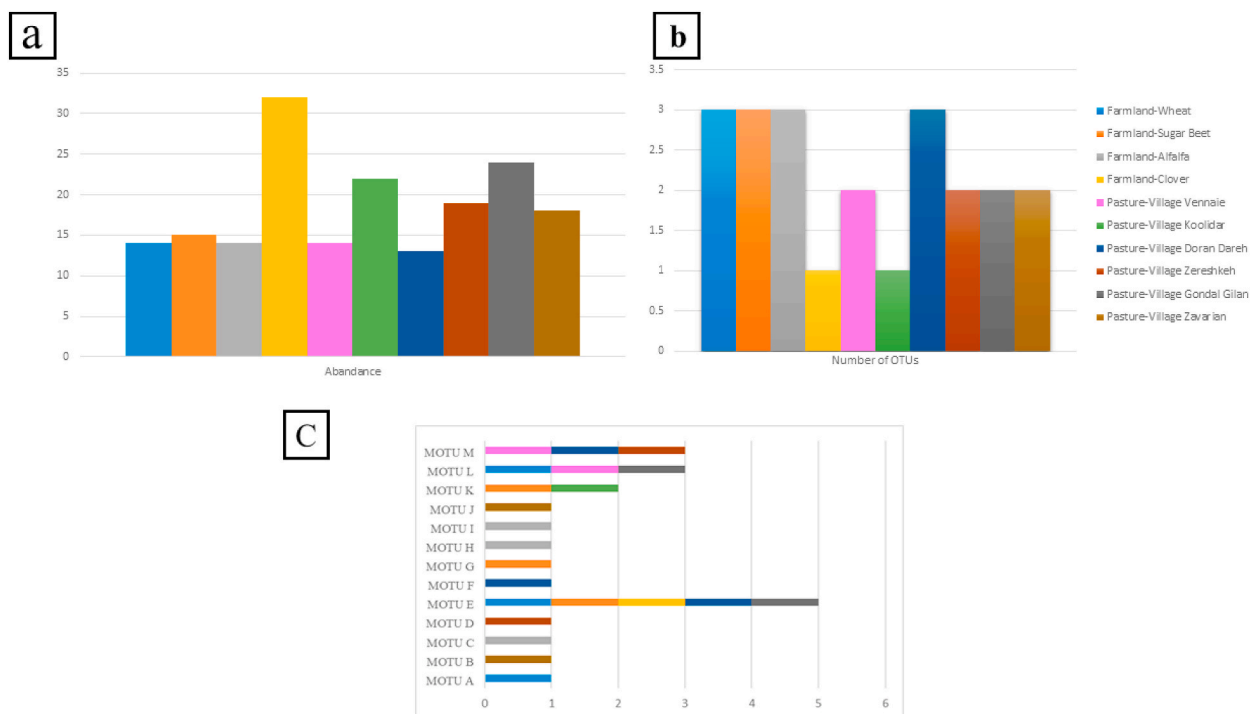 a
35
30
25
20
15
10
5
0
Abandance
b
3.5
3
2.5
2
1.5
1
0.5
0
Number of OTUs
Farmland-Wheat
Farmland-Sugar Beet
Farmland-Alfalfa
Farmland-Clover
Pasture-Village Vennaie
Pasture-Village Koolidar
Pasture-Village Doran Dareh
Pasture-Village Zereshkeh
Pasture-Village Gondal Gilan
Pasture-Village Zavarian
C
MOTU M
MOTU L
MOTU K
MOTU J
MOTU I
MOTU H
MOTU G
MOTU F
MOTU E
MOTU D
MOTU C
MOTU B
MOTU A
0 1 2 3 4 5 6